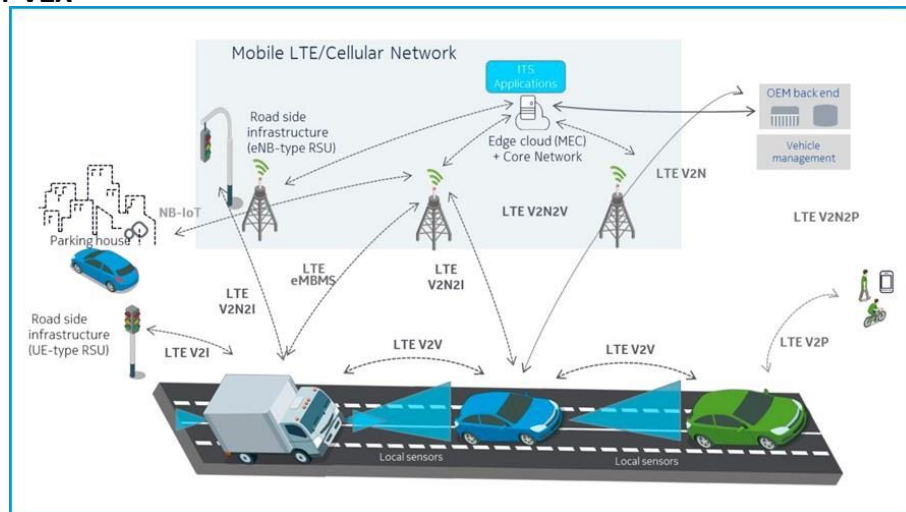 Mobile LTE/Cellular Network
ITS
Applications
OEM back end
Road side
infrastructure
(eNB-type RSU)
Edge cloud (MEC)
+ Core Network
Vehicle
management
LTE V2N
NB-IoT
LTE V2N2V
LTE V2N2P
Parking house
LTE
V2N2I
LTE
eMBMS
LTE
V2N2I
Road side
infrastructure
(UE-type RSU)
LTE V2I
LTE V2V
LTE V2V
LTE V2P
Local sensors
Local sensors